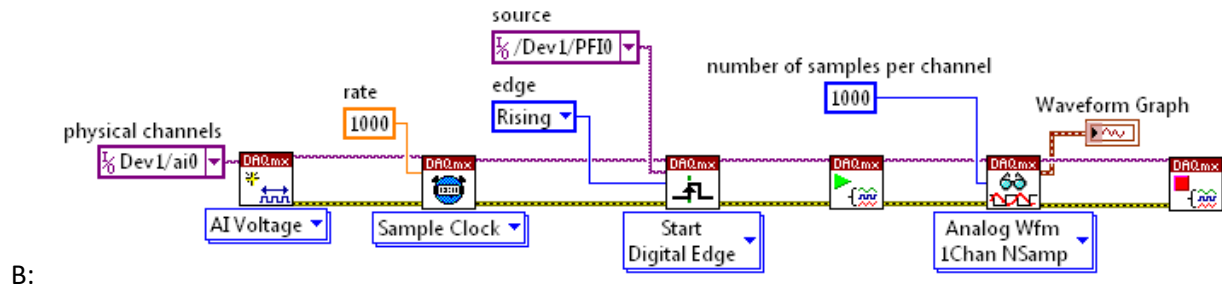 source
/Dev1/PFI0
number of samples per channel
rate
edge
1000
Waveform Graph
physical channels
1000
Rising
Dev1/ai0
DAQmx
DAQmx
DAQmx
DAQmx
DAQmx
DAQmx
AI Voltage
Sample Clock
Start
Digital Edge
Analog Wfm
1Chan NSamp
B: